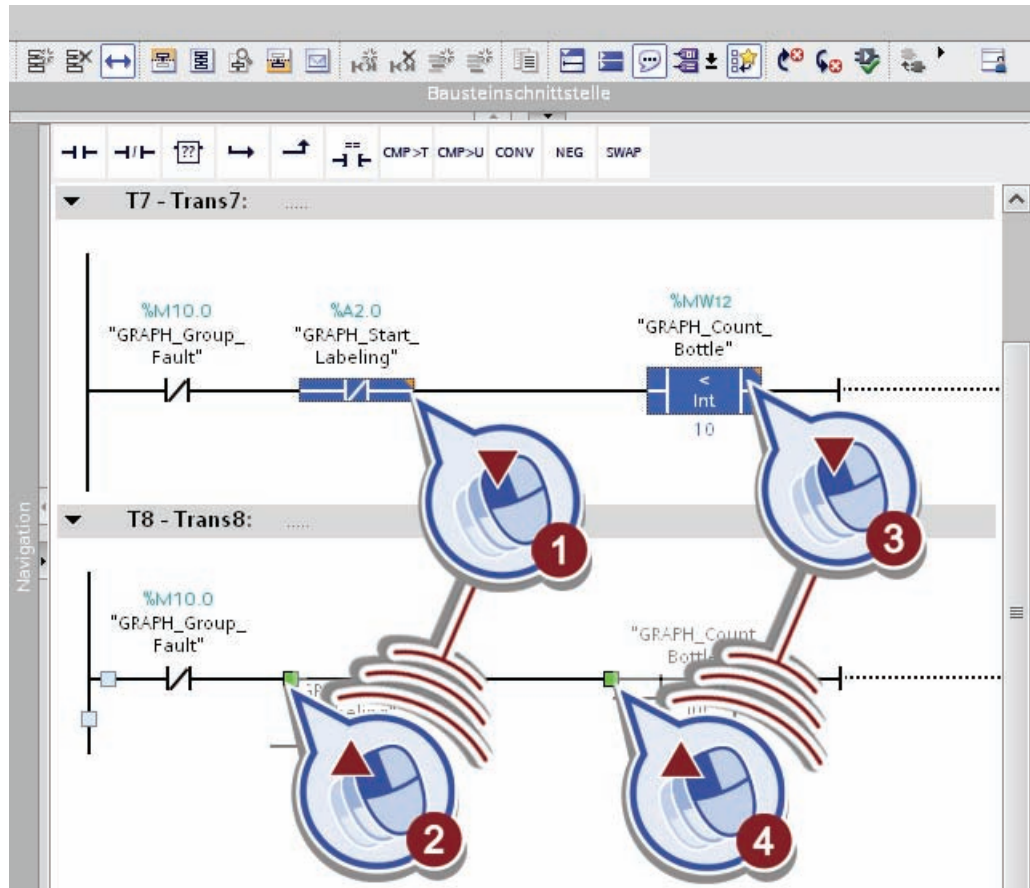 Bausteinschnittstelle
?? == CMP>T CMP>U CONV NEG SWAP
T7 - Trans7: .....
%M10.0
"GRAPH_Group_
Fault"
%A2.0
"GRAPH_Start_
Labeling"
%MW12
"GRAPH_Count_
Bottle"
<
Int
10
1
3
Navigation
T8 - Trans8: .....
%M10.0
"GRAPH_Group_
Fault"
"GRAPH_Count_
2
4